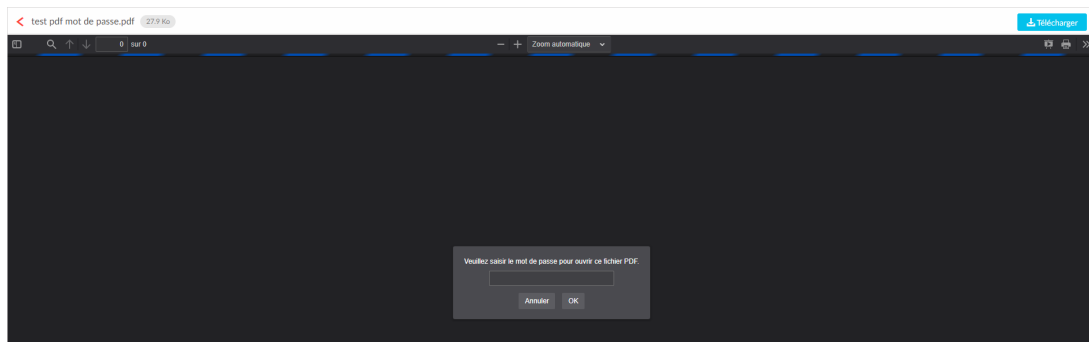 test pdf mot de passe.pdf 27.9 Ko
Télécharger
0 sur 0
Zoom automatique
Veuillez saisir le mot de passe pour ouvrir ce fichier PDF.
Annuler OK